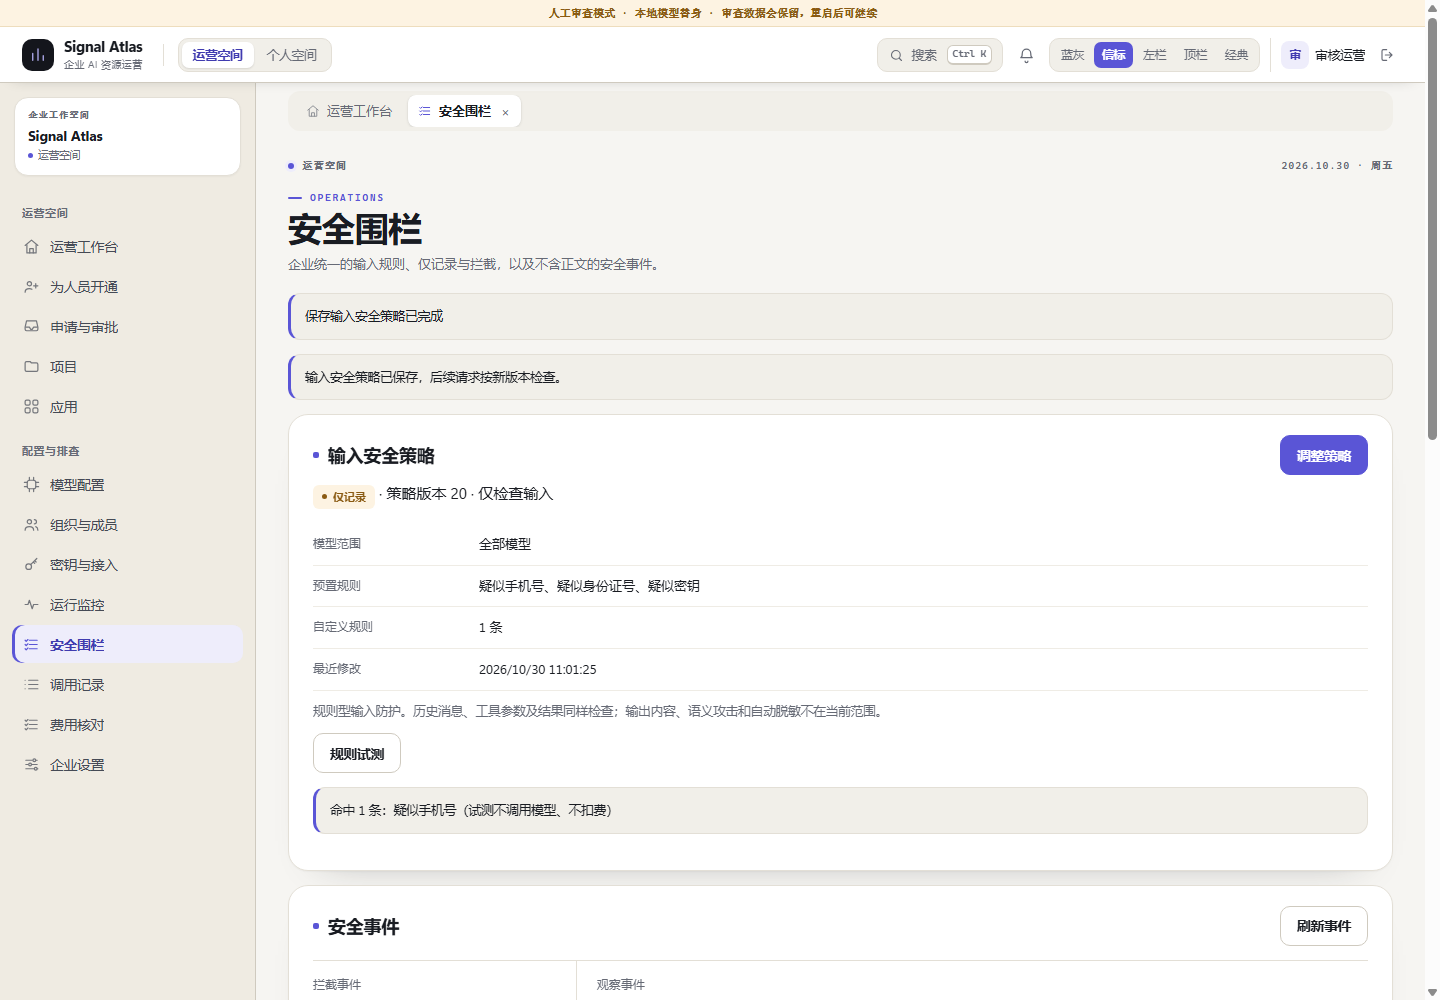 人工审查模式 · 本地模型替身 · 审查数据会保留，重启后可继续
Signal Atlas
企业 AI 资源运营
运营空间 个人空间
搜索 Ctrl K
蓝灰 信标 左栏 顶栏 经典
审 审核运营
企业工作空间
Signal Atlas
运营空间
运营空间
运营工作台
为人员开通
申请与审批
项目
应用
配置与排查
模型配置
组织与成员
密钥与接入
运行监控
安全围栏
调用记录
费用核对
企业设置
运营工作台 安全围栏 ×
运营空间 2026.10.30 · 周五
OPERATIONS
安全围栏
企业统一的输入规则、仅记录与拦截，以及不含正文的安全事件。
保存输入安全策略已完成
输入安全策略已保存，后续请求按新版本检查。
输入安全策略 调整策略
仅记录 · 策略版本 20 · 仅检查输入
模型范围 全部模型
预置规则 疑似手机号、疑似身份证号、疑似密钥
自定义规则 1 条
最近修改 2026/10/30 11:01:25
规则型输入防护。历史消息、工具参数及结果同样检查；输出内容、语义攻击和自动脱敏不在当前范围。
规则试测
命中 1 条：疑似手机号（试测不调用模型、不扣费）
安全事件 刷新事件
拦截事件 观察事件